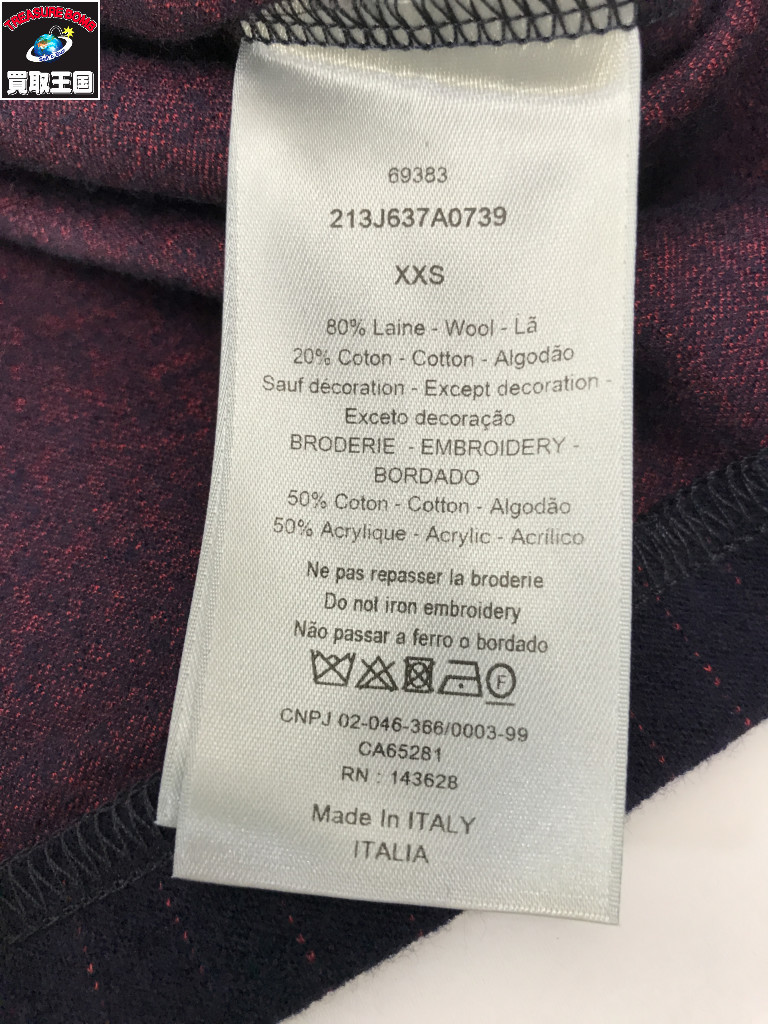 TREASURE BOMB
買取王国
69383
213J637A0739
XXS
80% Laine - Wool - Lã
20% Coton - Cotton - Algodão
Sauf décoration - Except decoration -
Exceto decoração
BRODERIE - EMBROIDERY -
BORDADO
50% Coton - Cotton - Algodão
50% Acrylique - Acrylic - Acrílico
Ne pas repasser la broderie
Do not iron embroidery
Não passar a ferro o bordado
F
CNPJ 02-046-366/0003-99
CA65281
RN : 143628
Made In ITALY
ITALIA